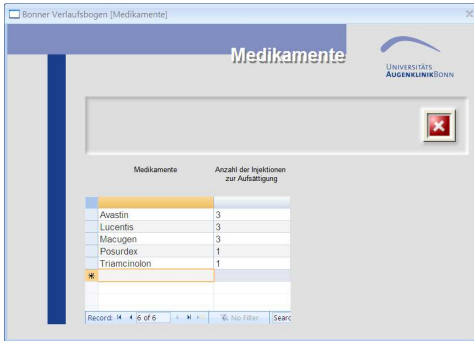 Bonner Verlaufsbogen [Medikamente]
Medikamente
UNIVERSITÄTS
AUGENKLINIKBONN
Medikamente Anzahl der Injektionen
zur Aufsättigung
Avastin 3
Lucentis 3
Macugen 3
Posurdex 1
Triamcinolon 1
Record: 6 of 6 No Filter Searc